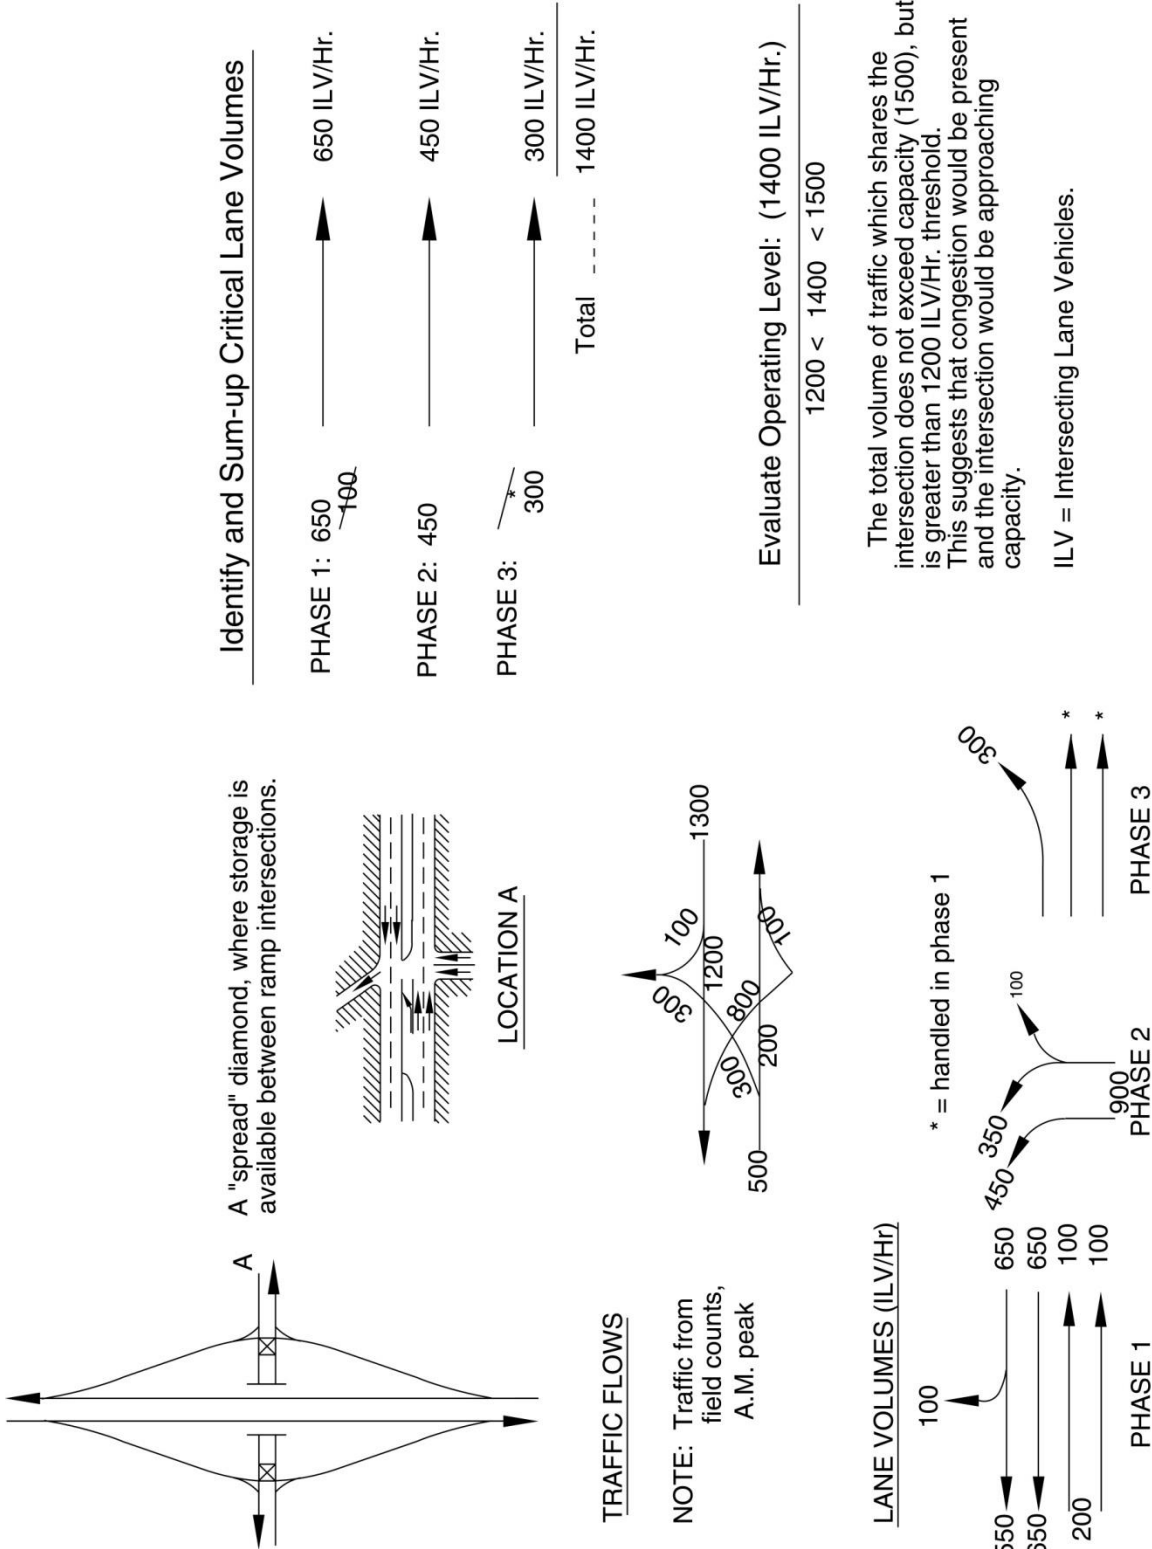 A
A "spread" diamond, where storage is
available between ramp intersections.
LOCATION A
TRAFFIC FLOWS
NOTE: Traffic from
field counts,
A.M. peak
300
100
1200
1300
500
300
800
200
100
LANE VOLUMES (ILV/Hr)
100
550
650
650
650
200
100
100
PHASE 1
450
350
100
900
PHASE 2
* = handled in phase 1
300
*
*
PHASE 3
Identify and Sum-up Critical Lane Volumes
PHASE 1: 650
100
650 ILV/Hr.
PHASE 2: 450
450 ILV/Hr.
PHASE 3: *
300
300 ILV/Hr.
Total ----- 1400 ILV/Hr.
Evaluate Operating Level: (1400 ILV/Hr.)
1200 < 1400 < 1500
The total volume of traffic which shares the
intersection does not exceed capacity (1500), but
is greater than 1200 ILV/Hr. threshold.
This suggests that congestion would be present
and the intersection would be approaching
capacity.
ILV = Intersecting Lane Vehicles.